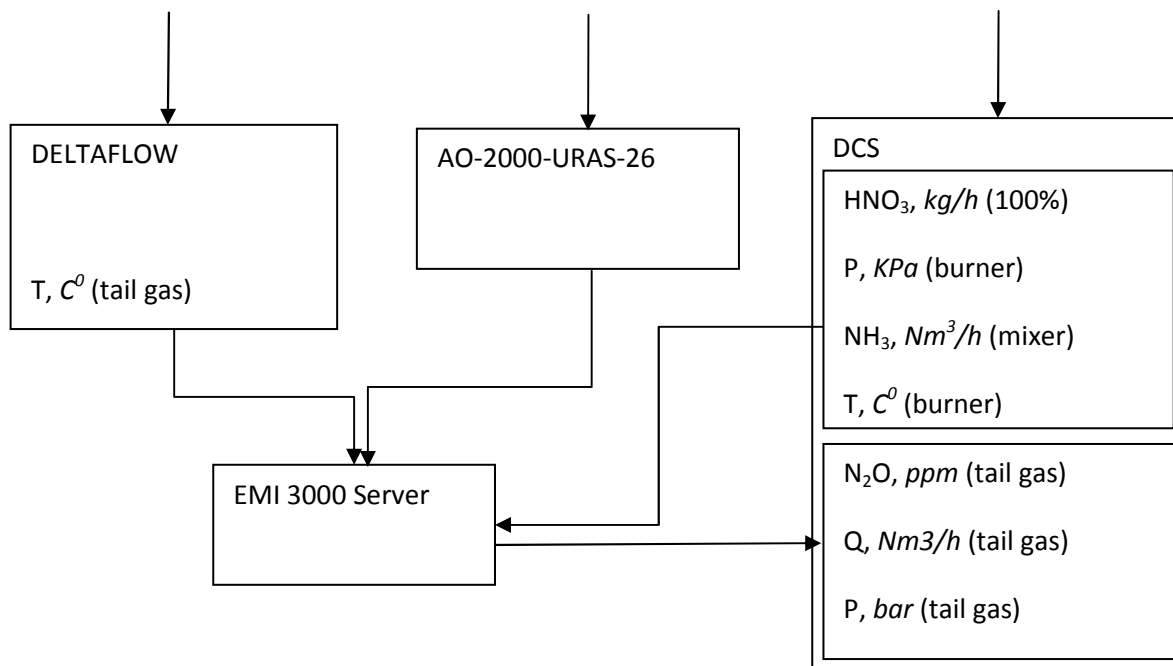 DELTAFLOW
T, C⁰ (tail gas)
AO-2000-URAS-26
DCS
HNO₃, kg/h (100%)
P, KPa (burner)
NH₃, Nm³/h (mixer)
T, C⁰ (burner)
EMI 3000 Server
N₂O, ppm (tail gas)
Q, Nm3/h (tail gas)
P, bar (tail gas)